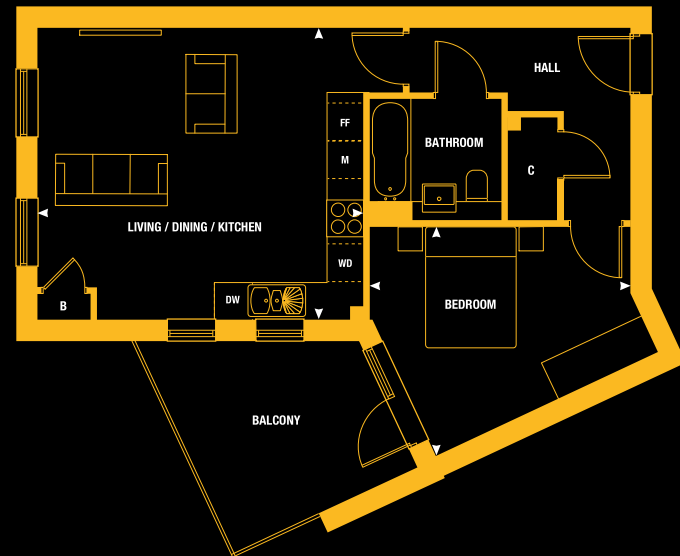 HALL
FF
BATHROOM
M
C
LIVING / DINING / KITCHEN
WD
B
DW
BEDROOM
BALCONY